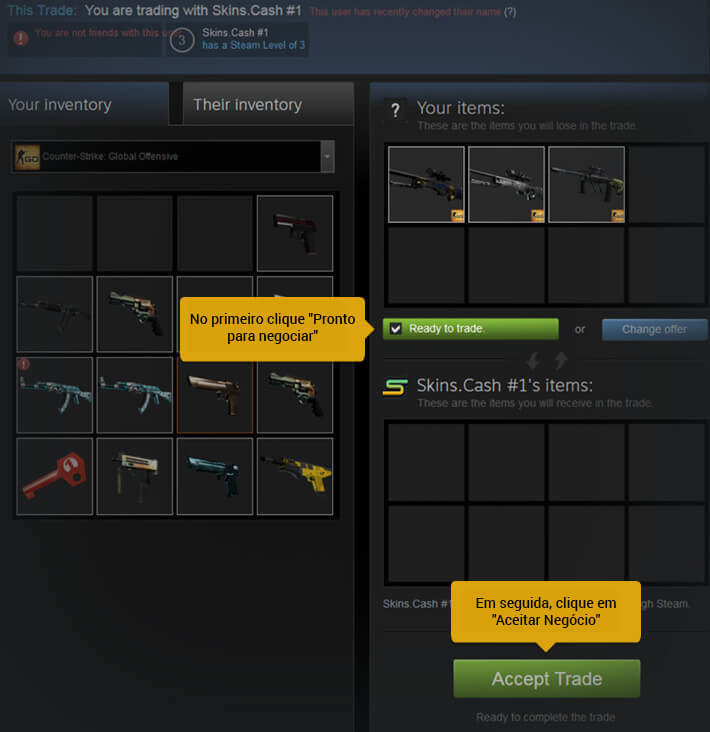 This Trade: You are trading with Skins.Cash #1 This user has recently changed their name (?)
You are not friends with this
3
Skins.Cash #1
has a Steam Level of 3
Your inventory
Their inventory
GO Counter-Strike: Global Offensive
? Your items:
These are the items you will lose in the trade.
No primeiro clique "Pronto
para negociar"
Ready to trade.
or
Change offer
Skins.Cash #1's items:
These are the items you will receive in the trade.
Skins.Cash #1
Steam.
Em seguida, clique em
"Aceitar Negócio"
Accept Trade
Ready to complete the trade